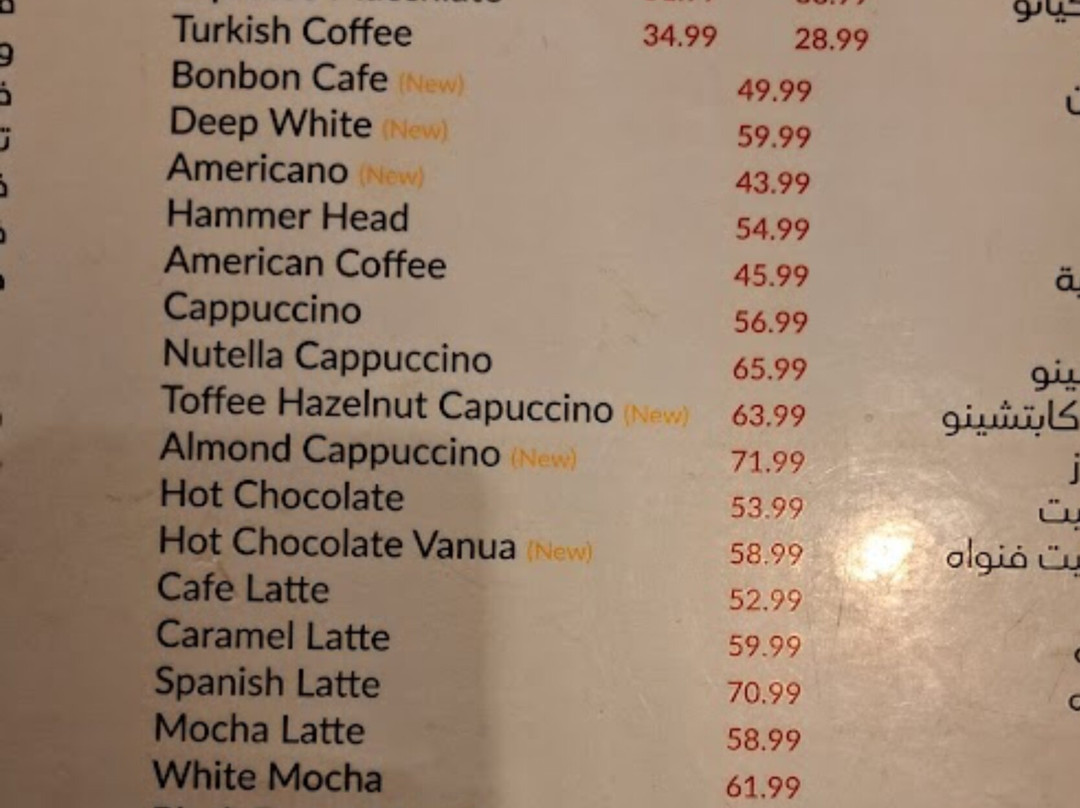 Turkish Coffee 34.99 28.99
Bonbon Cafe (New) 49.99
Deep White (New) 59.99
Americano (New) 43.99
Hammer Head 54.99
American Coffee 45.99
Cappuccino 56.99
Nutella Cappuccino 65.99
Toffee Hazelnut Capuccino (New) 63.99 كابتشينو
Almond Cappuccino (New) 71.99
Hot Chocolate 53.99
Hot Chocolate Vanua (New) 58.99 فنواه
Cafe Latte 52.99
Caramel Latte 59.99
Spanish Latte 70.99
Mocha Latte 58.99
White Mocha 61.99